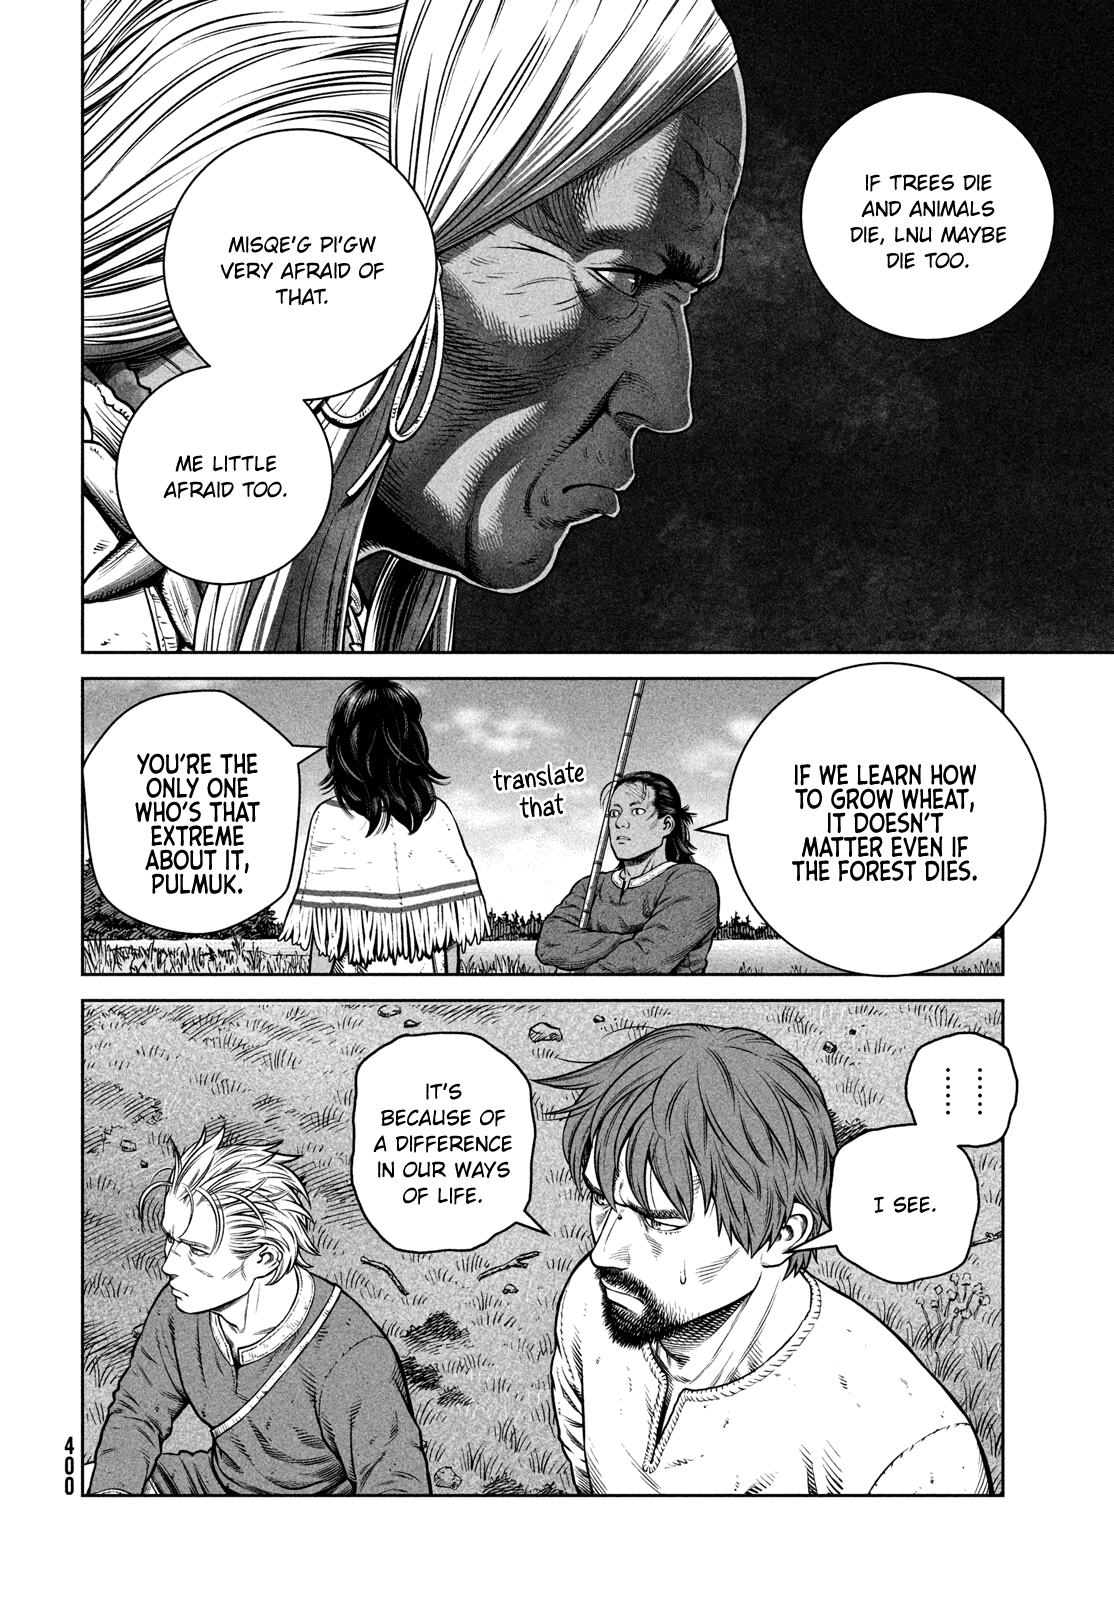 IF TREES DIE
AND ANIMALS
DIE, LNU MAYBE
DIE TOO.
MISQE'G PI'GW
VERY AFRAID OF
THAT.
ME LITTLE
AFRAID TOO.
IF WE LEARN HOW
TO GROW WHEAT,
IT DOESN'T
MATTER EVEN IF
THE FOREST DIES.
translate
that
YOU'RE THE
ONLY ONE
WHO'S THAT
EXTREME
ABOUT IT,
PULMUK.
......
......
I SEE.
IT'S
BECAUSE OF
A DIFFERENCE
IN OUR WAYS
OF LIFE.
400